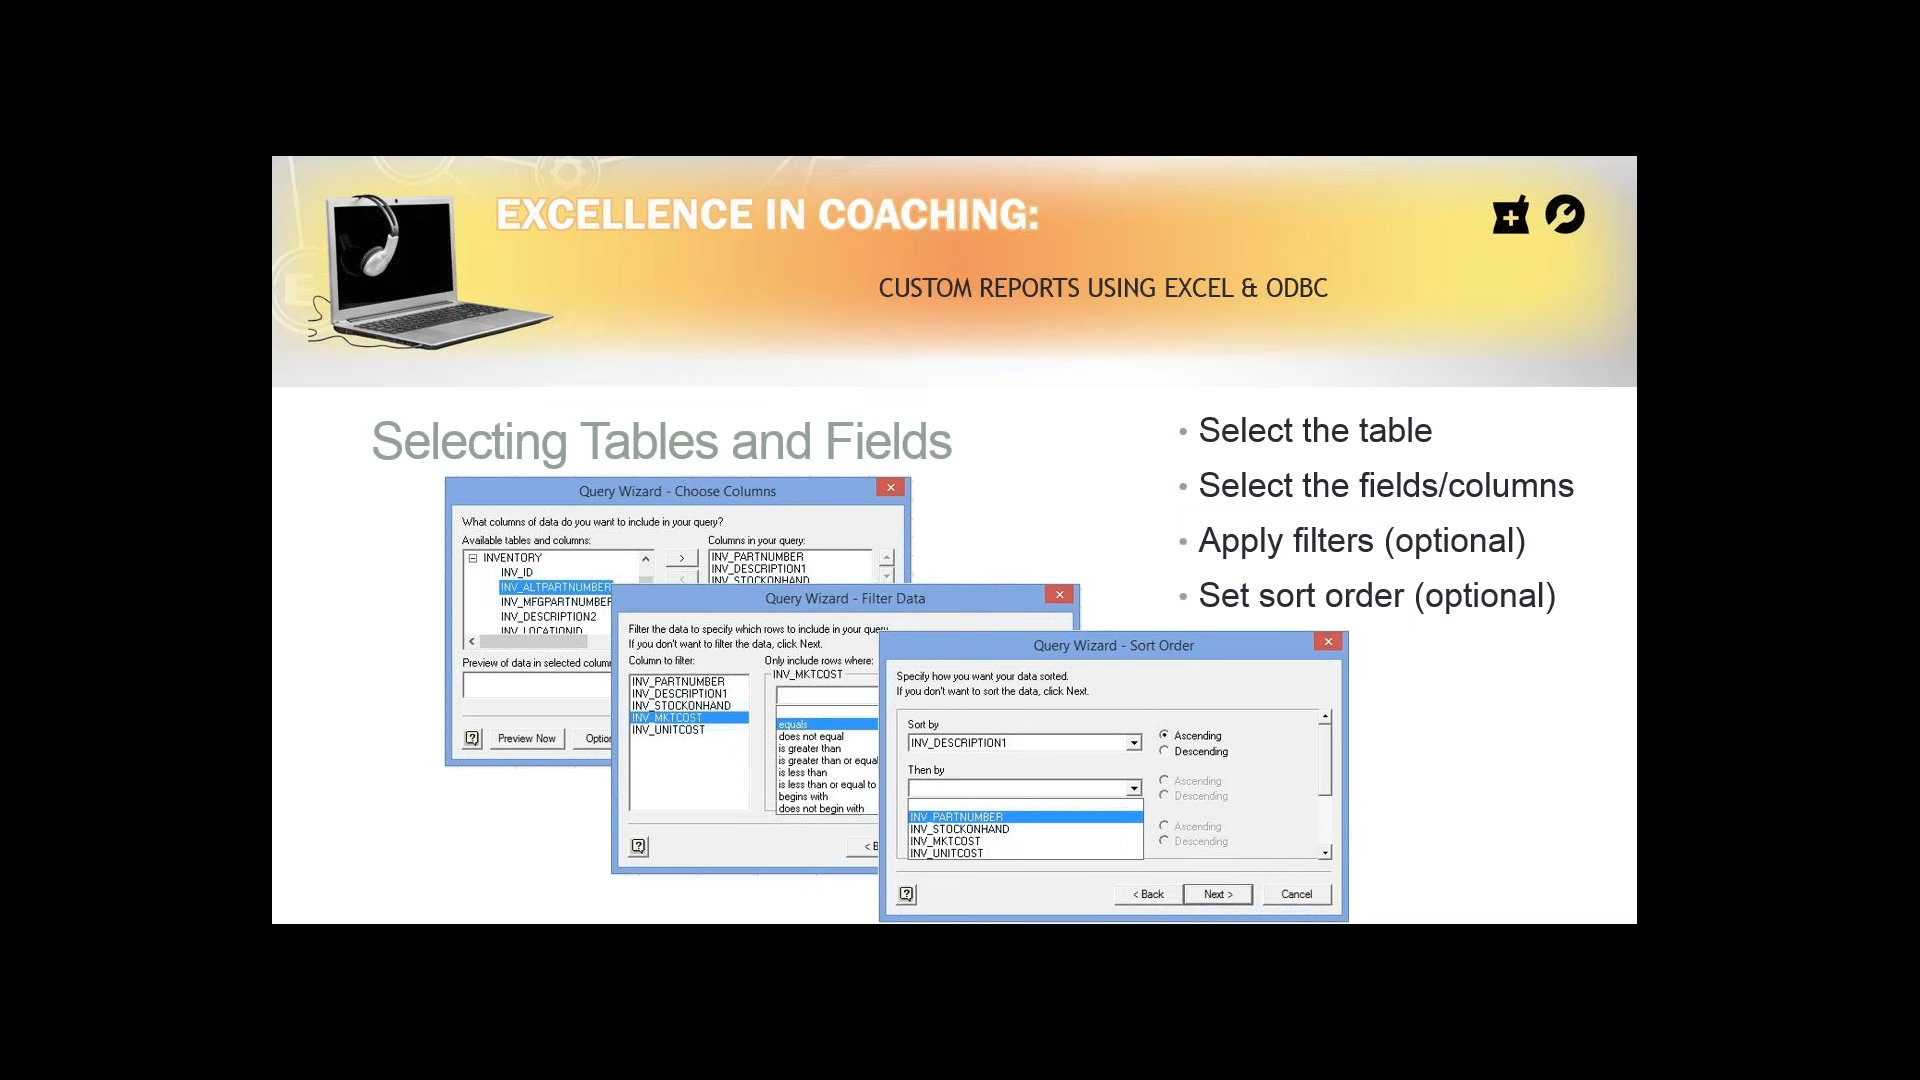 EXCELLENCE IN COACHING:
CUSTOM REPORTS USING EXCEL & ODBC
Selecting Tables and Fields
• Select the table
• Select the fields/columns
• Apply filters (optional)
• Set sort order (optional)
Query Wizard - Choose Columns
What columns of data do you want to include in your query?
Available tables and columns:
INVENTORY
INV_ID
INV_ALTPARTNUMBER
INV_MFGPARTNUMBER
INV_DESCRIPTION2
INV_LOCATIONID
Columns in your query:
INV_PARTNUMBER
INV_DESCRIPTION1
INV_STOCKONHAND
>
<
Preview of data in selected
Preview Now
Query Wizard - Filter Data
Filter the data to specify which rows to include in your query.
If you don't want to filter the data, click Next.
Column to filter:
INV_PARTNUMBER
INV_DESCRIPTION1
INV_STOCKONHAND
INV_MKTCOST
INV_UNITCOST
Only include rows where:
INV_MKTCOST
equals
does not equal
is greater than
is greater than or equal
is less than
is less than or equal to
begins with
does not begin with
Query Wizard - Sort Order
Specify how you want your data sorted.
If you don't want to sort the data, click Next.
Sort by
INV_DESCRIPTION1
Ascending
Descending
Then by
Ascending
Descending
INV_PARTNUMBER
INV_STOCKONHAND
INV_MKTCOST
INV_UNITCOST
Ascending
Descending
< Back
Next >
Cancel